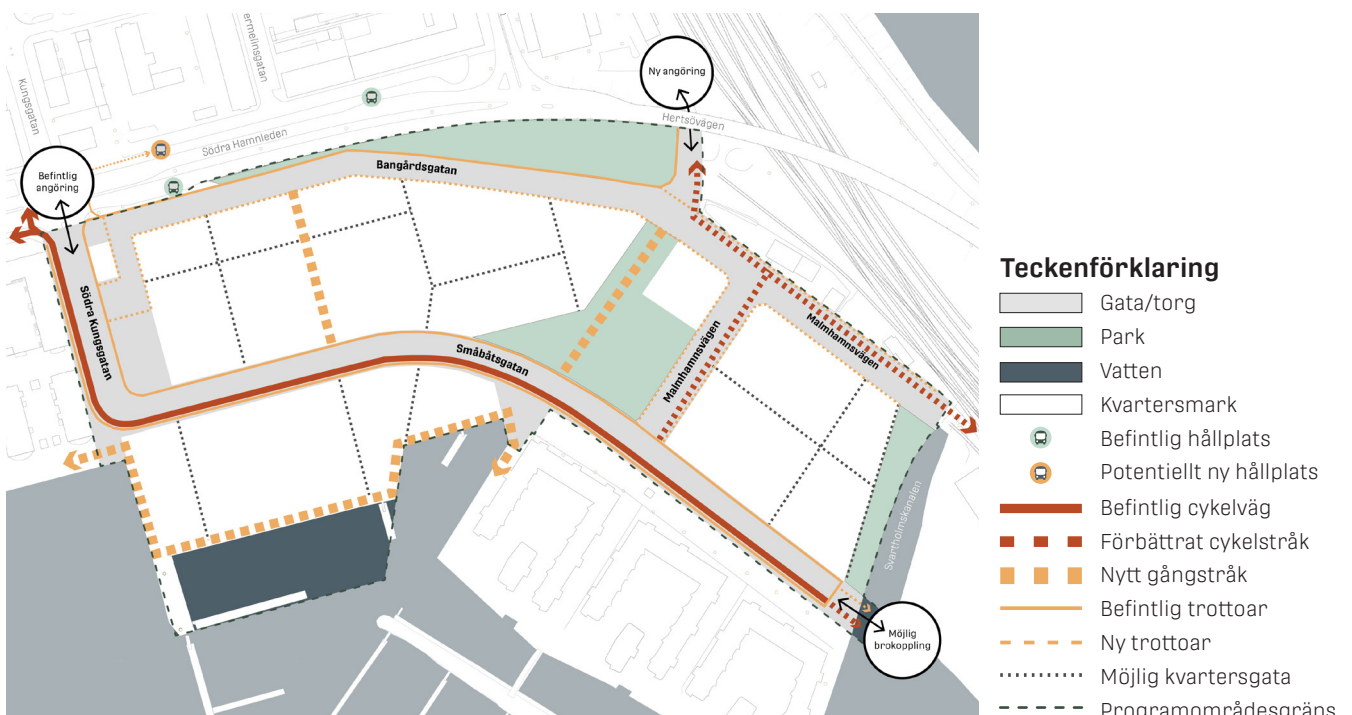 Kungsgatan
ermelinsgatan
Ny angöring
Hertsövägen
Södra Hamnleden
Befintlig
angöring
Bangårdsgatan
Södra Kungsgatan
Småbåtsgatan
Malmhamnsvägen
Malmhamnsvägen
Svartholmskanalen
Möjlig
brokoppling
Teckenförklaring
Gata/torg
Park
Vatten
Kvartersmark
Befintlig hållplats
Potentiellt ny hållplats
Befintlig cykelväg
Förbättrat cykelstråk
Nytt gångstråk
Befintlig trottoar
Ny trottoar
Möjlig kvartersgata
Programområdesgräns